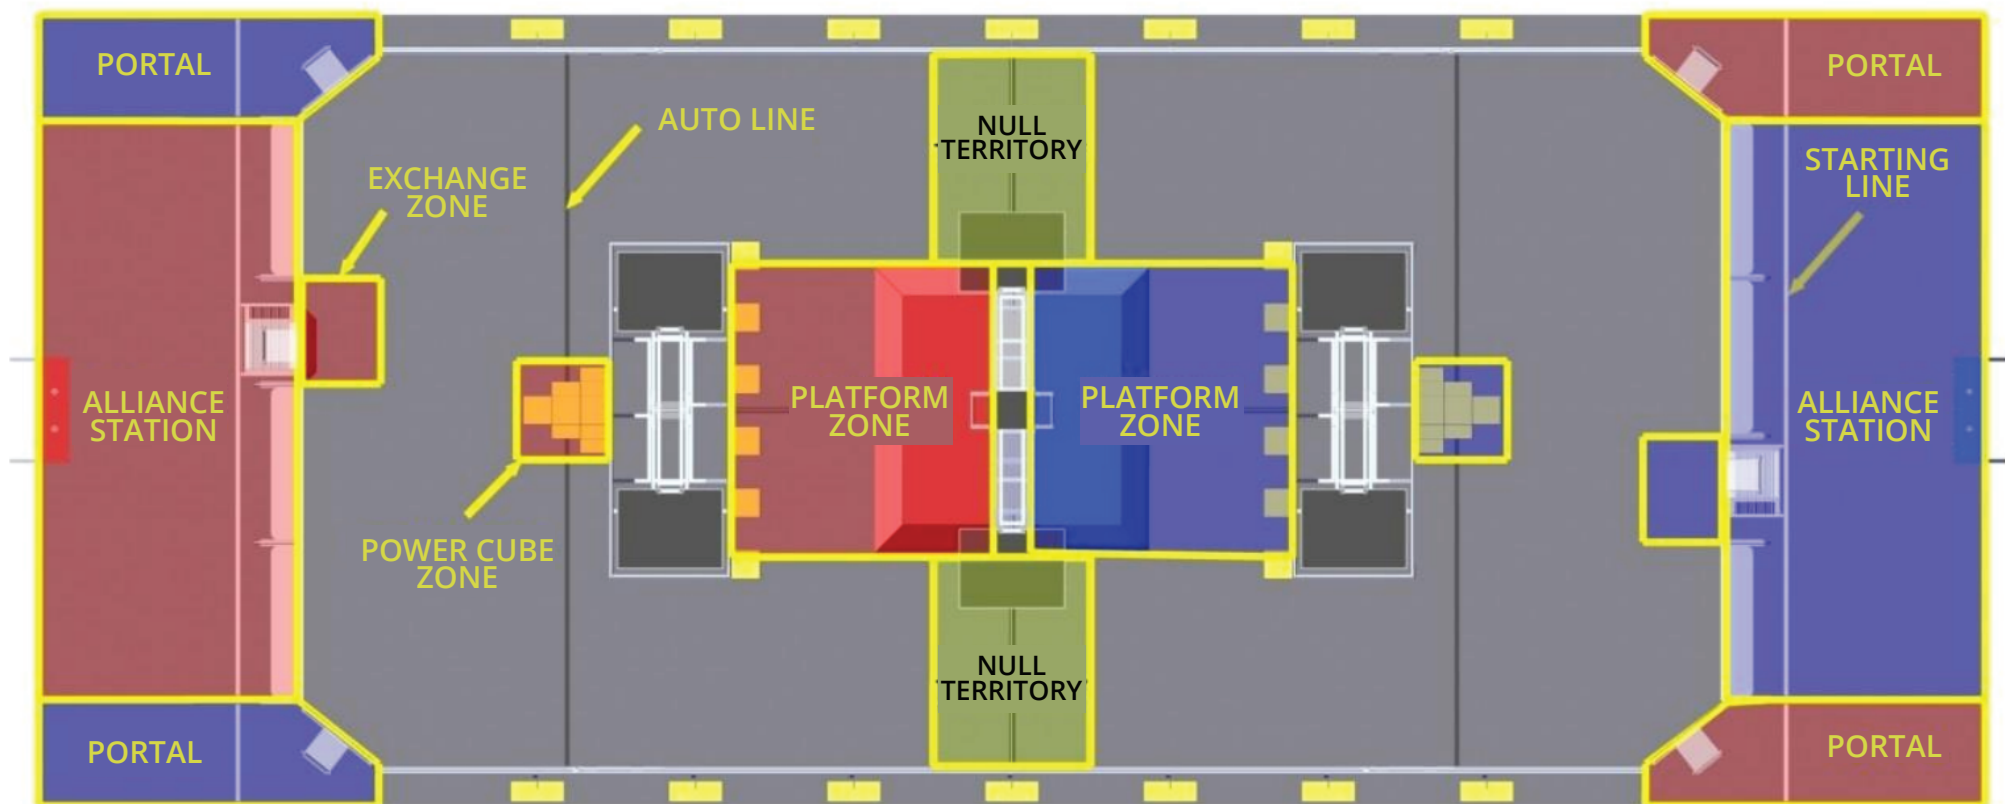 PORTAL
PORTAL
AUTO LINE
NULL
TERRITORY
EXCHANGE
ZONE
STARTING
LINE
ALLIANCE
STATION
PLATFORM
ZONE
PLATFORM
ZONE
ALLIANCE
STATION
POWER CUBE
ZONE
NULL
TERRITORY
PORTAL
PORTAL